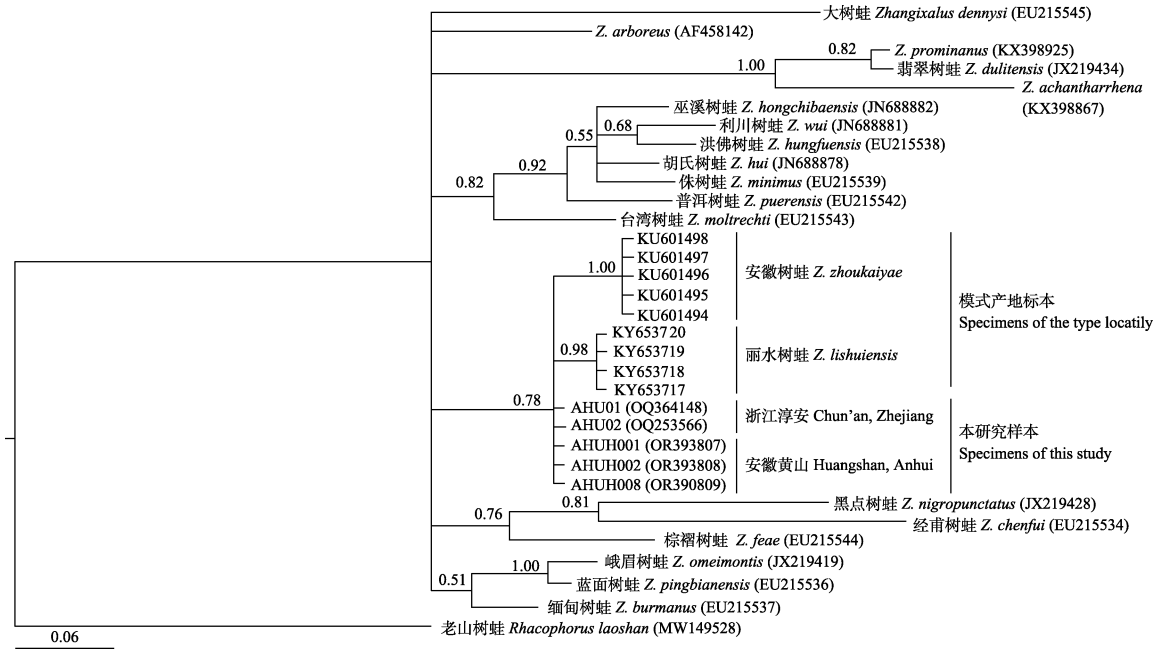 大树蛙 Zhangixalus dennysi (EU215545)
Z. arboreus (AF458142)
0.82
Z. prominanus (KX398925)
1.00
翡翠树蛙 Z. dulitensis (JX219434)
Z. achantharrhena
(KX398867)
巫溪树蛙 Z. hongchibaensis (JN688882)
0.68
利川树蛙 Z. wui (JN688881)
0.55
洪佛树蛙 Z. hungfuensis (EU215538)
0.92
胡氏树蛙 Z. hui (JN688878)
0.82
侏树蛙 Z. minimus (EU215539)
普洱树蛙 Z. puerensis (EU215542)
台湾树蛙 Z. moltrechti (EU215543)
KU601498
KU601497
1.00
KU601496
安徽树蛙 Z. zhoukaiyae
KU601495
KU601494
模式产地标本
Specimens of the type locatily
KY653720
0.98
KY653719
丽水树蛙 Z. lishuiensis
KY653718
KY653717
0.78
AHU01 (OQ364148)
浙江淳安 Chun'an, Zhejiang
AHU02 (OQ253566)
本研究样本
Specimens of this study
AHUH001 (OR393807)
AHUH002 (OR393808)
安徽黄山 Huangshan, Anhui
AHUH008 (OR390809)
0.81
黑点树蛙 Z. nigropunctatus (JX219428)
0.76
经甫树蛙 Z. chenfui (EU215534)
棕褶树蛙 Z. feae (EU215544)
1.00
峨眉树蛙 Z. omeimontis (JX219419)
0.51
蓝面树蛙 Z. pingbianensis (EU215536)
缅甸树蛙 Z. burmanus (EU215537)
老山树蛙 Rhacophorus laoshan (MW149528)
0.06